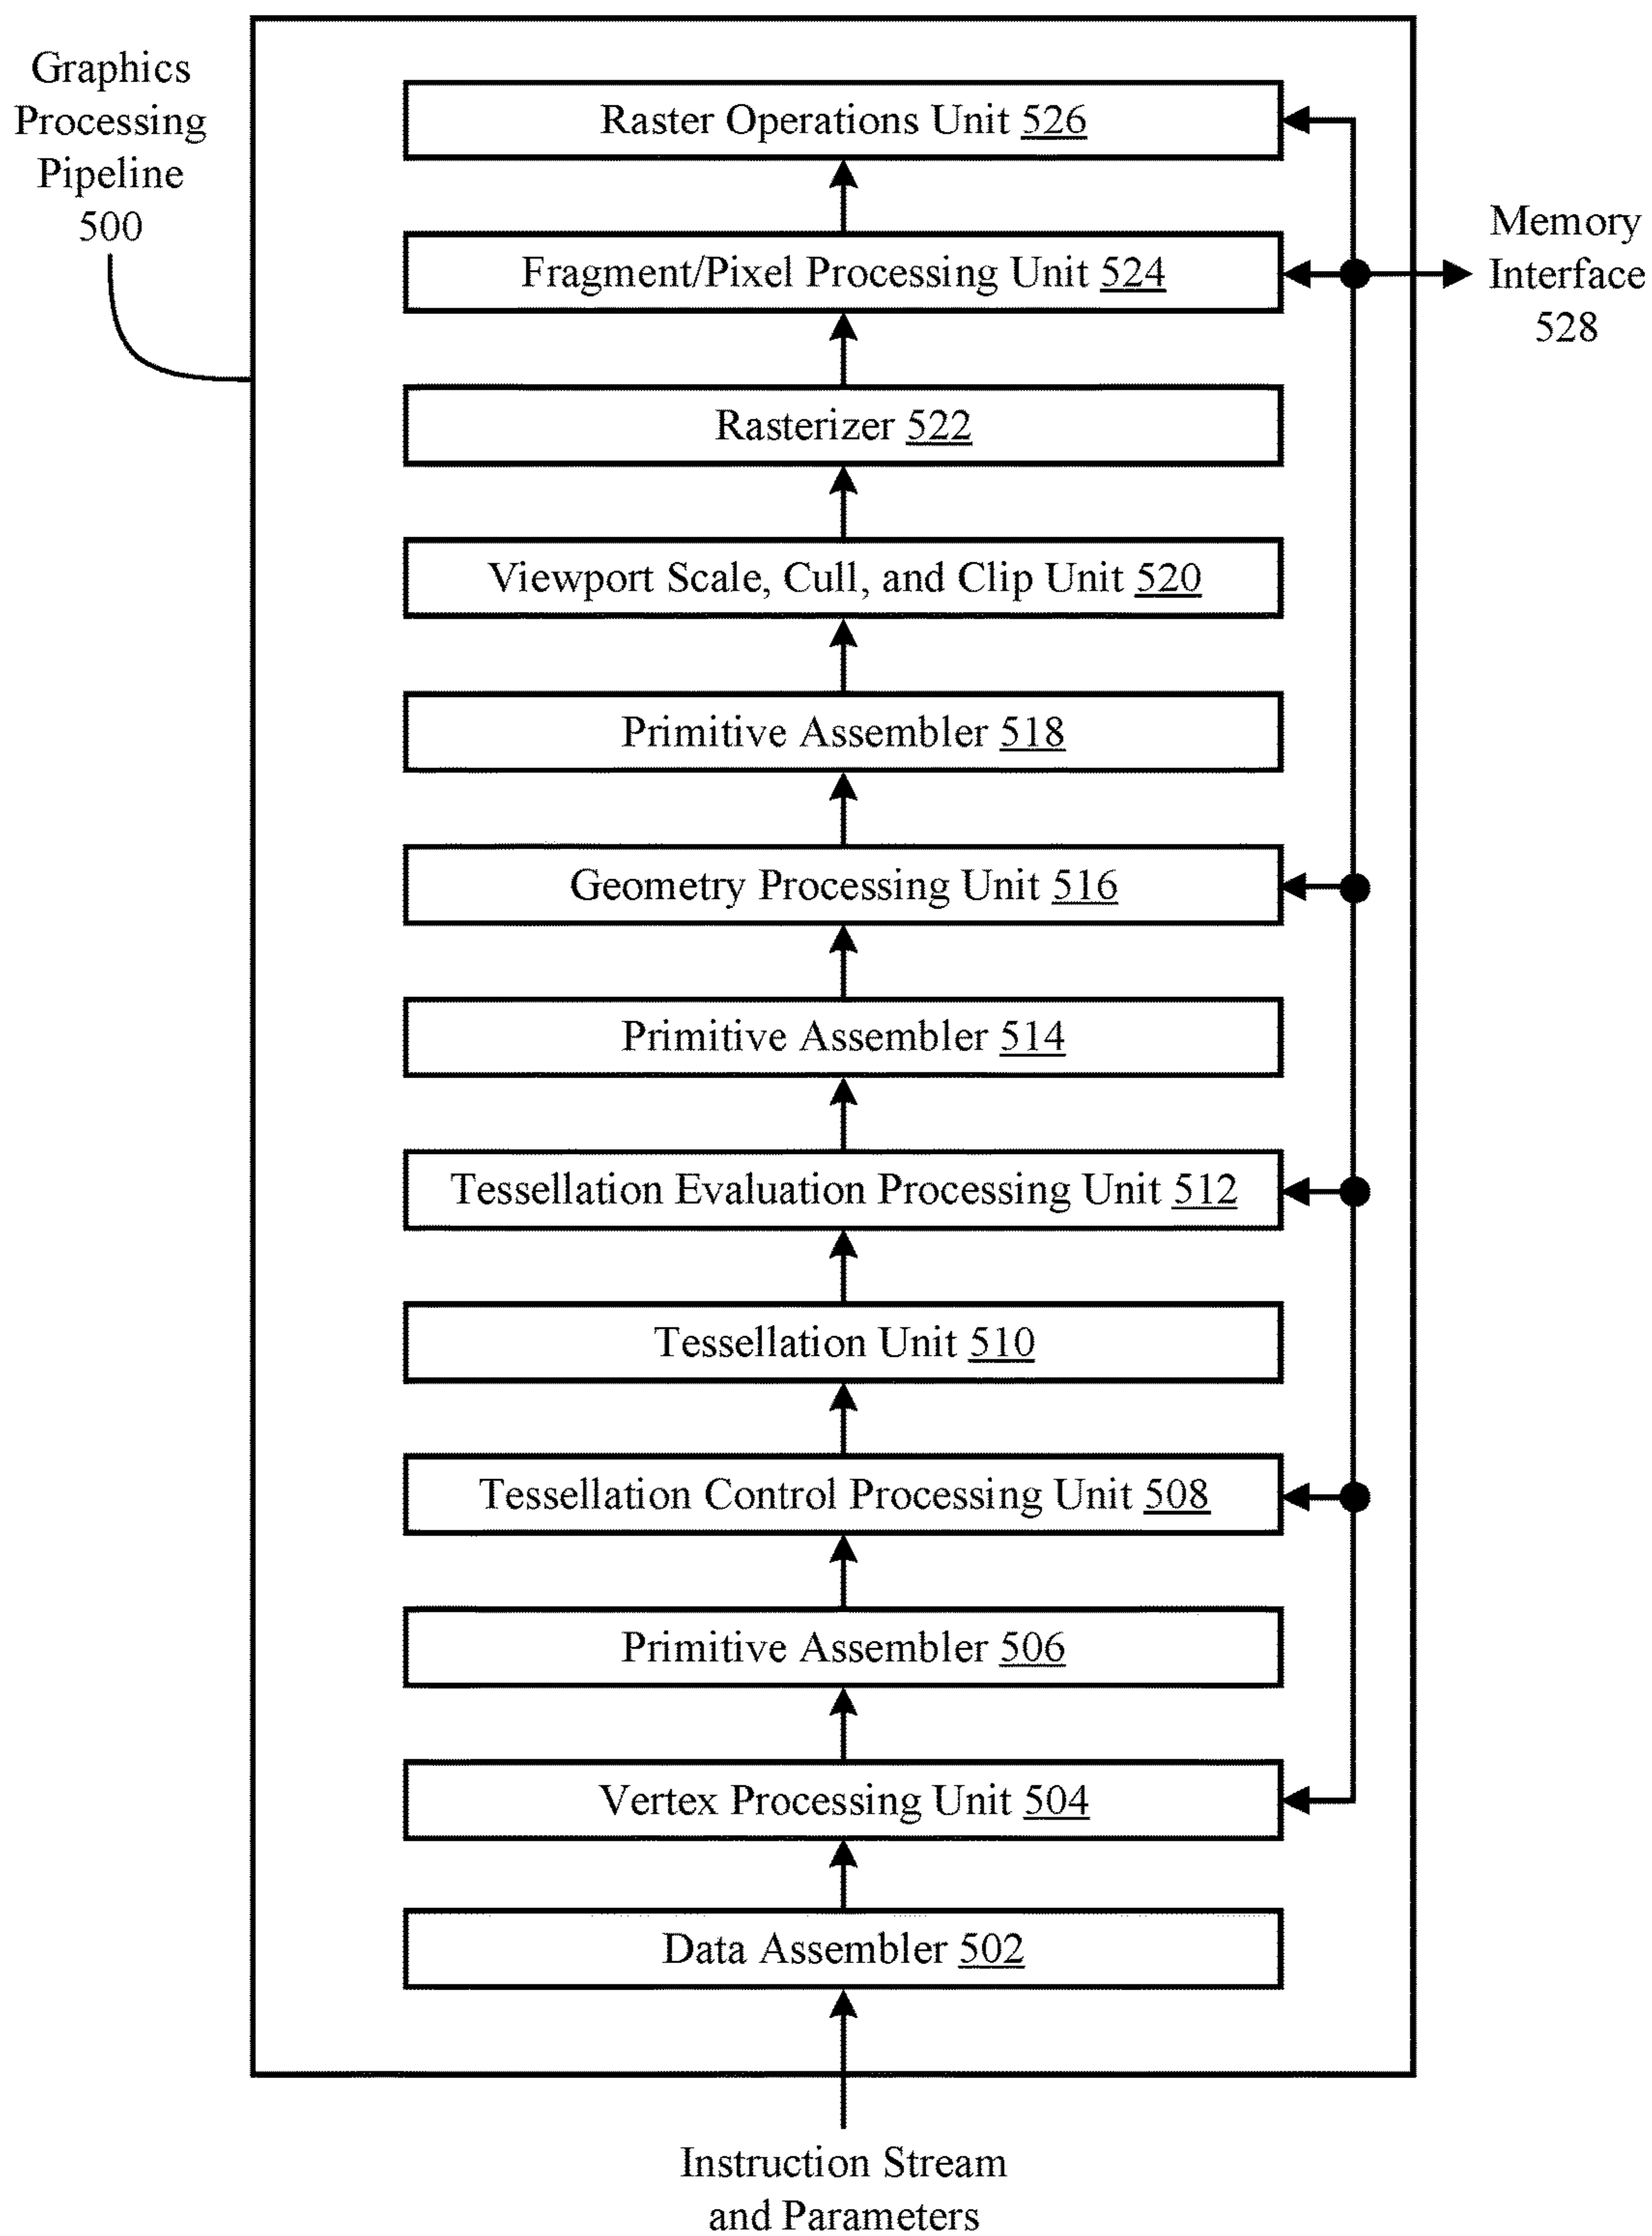 Graphics
Processing
Pipeline
500
Raster Operations Unit 526
Fragment/Pixel Processing Unit 524
Memory
Interface
528
Rasterizer 522
Viewport Scale, Cull, and Clip Unit 520
Primitive Assembler 518
Geometry Processing Unit 516
Primitive Assembler 514
Tessellation Evaluation Processing Unit 512
Tessellation Unit 510
Tessellation Control Processing Unit 508
Primitive Assembler 506
Vertex Processing Unit 504
Data Assembler 502
Instruction Stream
and Parameters